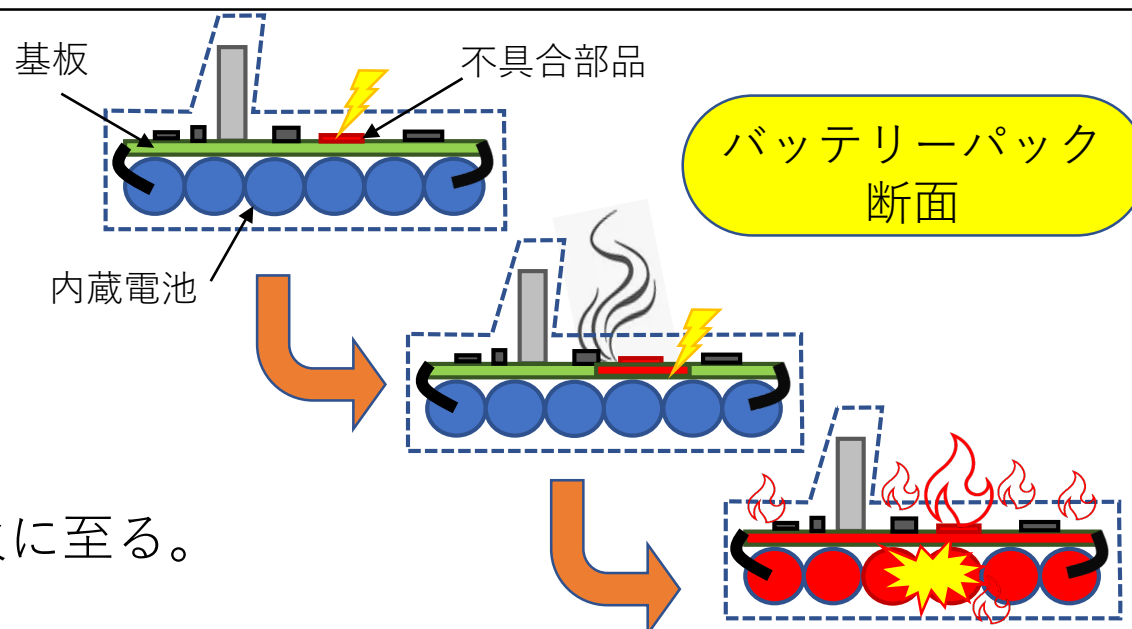 基板
不具合部品
バッテリーパック
断面
内蔵電池
に至る。